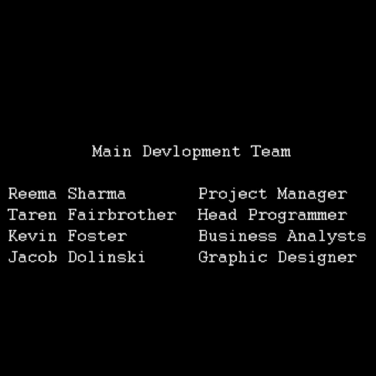 Main Devlopment Team
Reema Sharma Project Manager
Taren Fairbrother Head Programmer
Kevin Foster Business Analysts
Jacob Dolinski Graphic Designer